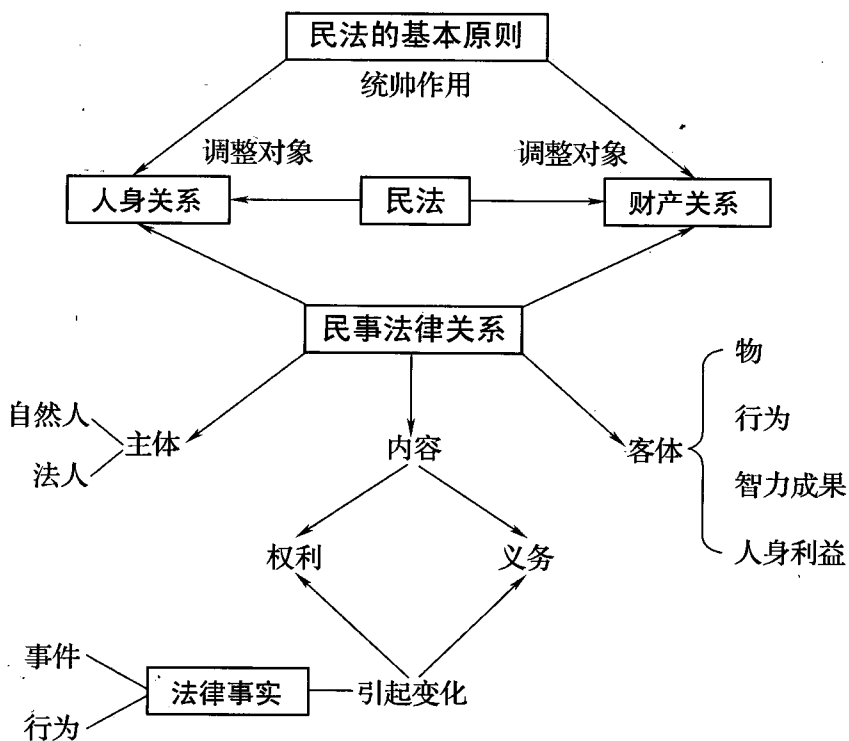 民法的基本原则
统帅作用
调整对象
调整对象
人身关系
民法
财产关系
民事法律关系
物
自然人
主体
法人
内容
客体
行为
智力成果
人身利益
权利
义务
事件
法律事实
引起变化
行为